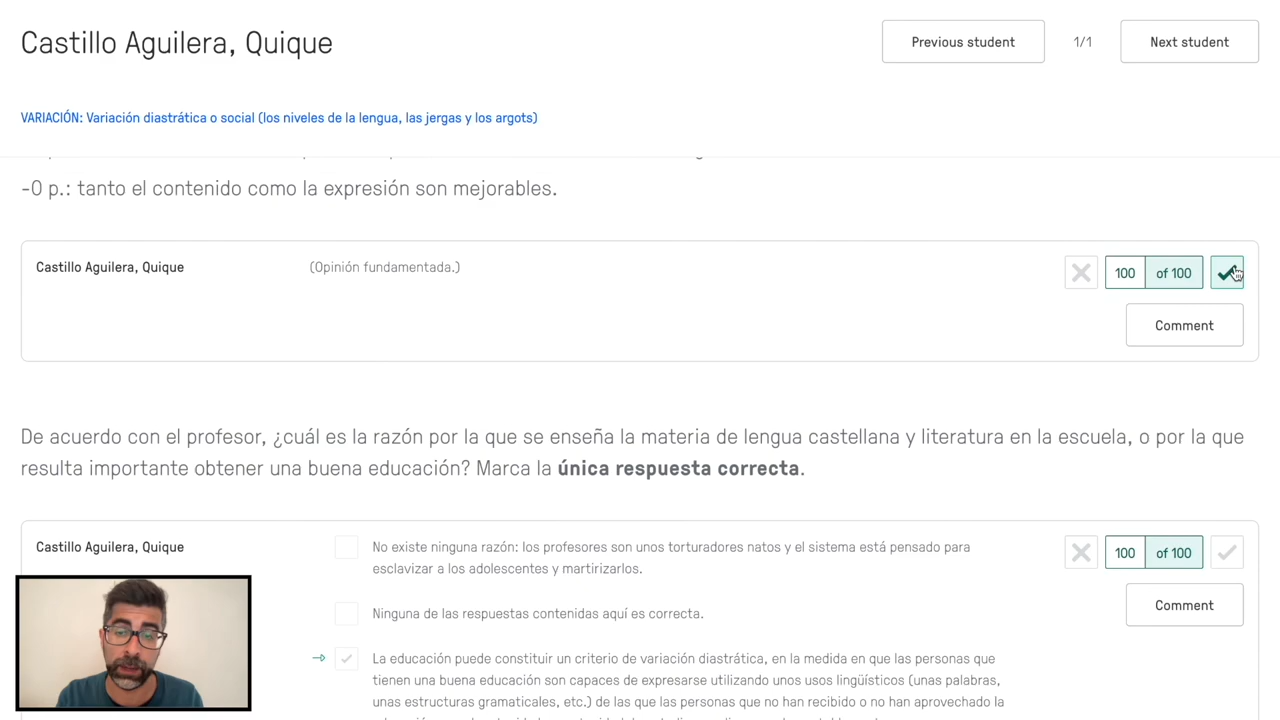 Castillo Aguilera, Quique
Previous student
1/1
Next student
VARIACIÓN: Variación diastrática o social (los niveles de la lengua, las jergas y los argots)
-0 p.: tanto el contenido como la expresión son mejorables.
Castillo Aguilera, Quique
(Opinión fundamentada.)
100
of 100
Comment
De acuerdo con el profesor, ¿cuál es la razón por la que se enseña la materia de lengua castellana y literatura en la escuela, o por la que
resulta importante obtener una buena educación? Marca la única respuesta correcta.
Castillo Aguilera, Quique
No existe ninguna razón: los profesores son unos torturadores natos y el sistema está pensado para
esclavizar a los adolescentes y martirizarlos.
100
of 100
Comment
Ninguna de las respuestas contenidas aquí es correcta.
La educación puede constituir un criterio de variación diastrática, en la medida en que las personas que
tienen una buena educación son capaces de expresarse utilizando unos usos lingüísticos (unas palabras,
unas estructuras gramaticales, etc.) de las que las personas que no han recibido o no han aprovechado la